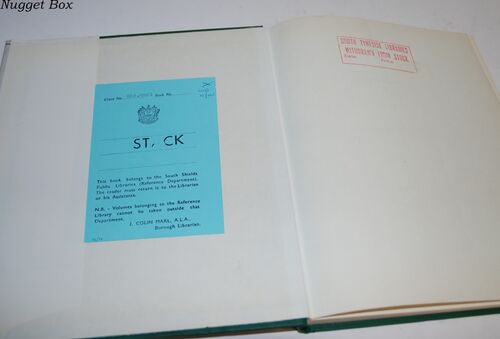 Nugget Box
SOUTH TYNESIDE LIBRARIES
WITHDRAWN FROM STOCK
Class No. Book No.
ST CK
This book belongs to the South Shields
Public Libraries (Reference Department).
The reader must return it to the Librarian
or his Assistants.
N.B. - Volumes belonging to the Reference
Library cannot be taken outside that
Department.
J. COLIN MARL, A.L.A.,
Borough Librarian.